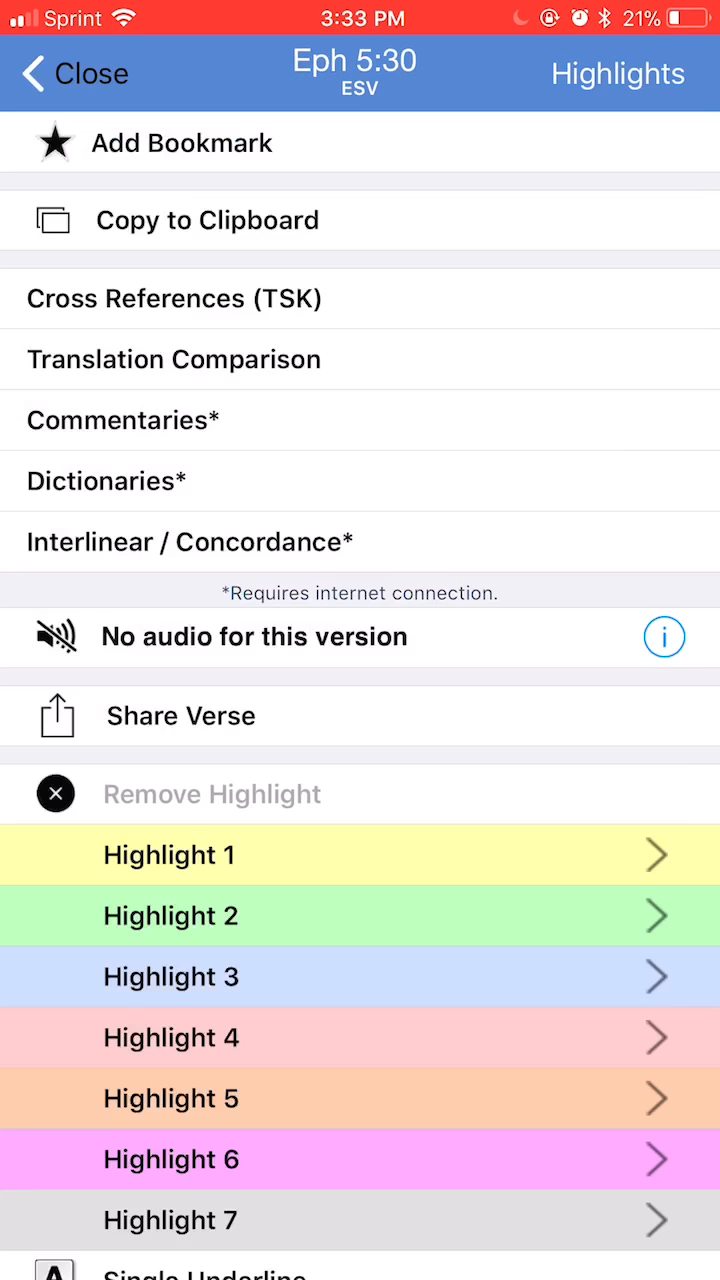 Sprint 3:33 PM 21%
Close Eph 5:30 Highlights
ESV
Add Bookmark
Copy to Clipboard
Cross References (TSK)
Translation Comparison
Commentaries*
Dictionaries*
Interlinear / Concordance*
*Requires internet connection.
No audio for this version i
Share Verse
Remove Highlight
Highlight 1
Highlight 2
Highlight 3
Highlight 4
Highlight 5
Highlight 6
Highlight 7
A Single Underline